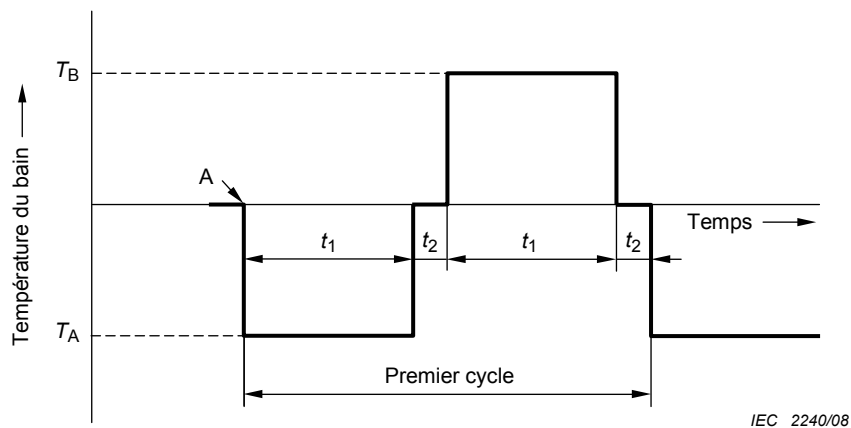 Température du bain
T_B
A
Temps
t_1
t_2
t_1
t_2
T_A
Premier cycle
IEC 2240/08